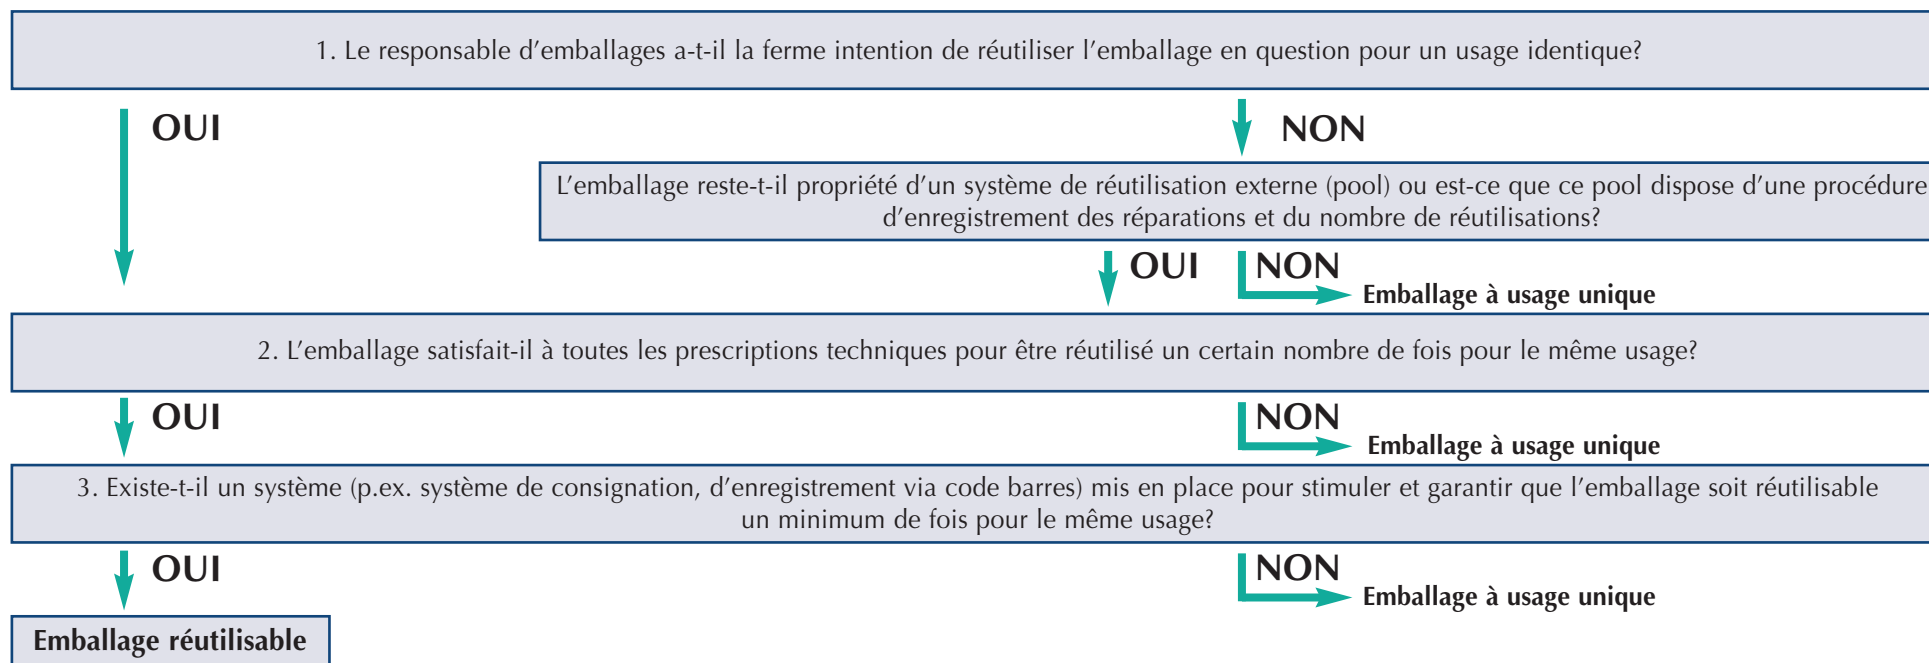 1. Le responsable d’emballages a-t-il la ferme intention de réutiliser l’emballage en question pour un usage identique?
OUI
NON
L’emballage reste-t-il propriété d’un système de réutilisation externe (pool) ou est-ce que ce pool dispose d’une procédure
d’enregistrement des réparations et du nombre de réutilisations?
OUI
NON
Emballage à usage unique
2. L’emballage satisfait-il à toutes les prescriptions techniques pour être réutilisé un certain nombre de fois pour le même usage?
OUI
NON
Emballage à usage unique
3. Existe-t-il un système (p.ex. système de consignation, d’enregistrement via code barres) mis en place pour stimuler et garantir que l’emballage soit réutilisable
un minimum de fois pour le même usage?
OUI
NON
Emballage à usage unique
Emballage réutilisable